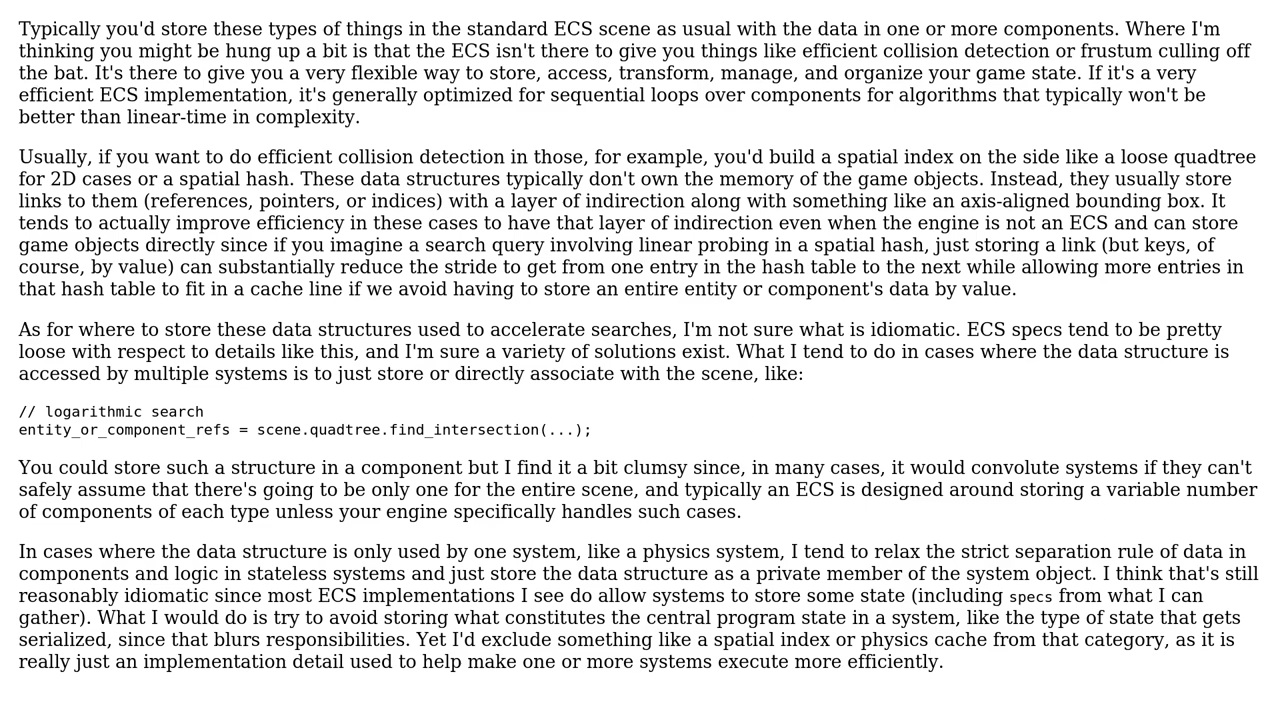 Typically you'd store these types of things in the standard ECS scene as usual with the data in one or more components. Where I'm
thinking you might be hung up a bit is that the ECS isn't there to give you things like efficient collision detection or frustum culling off
the bat. It's there to give you a very flexible way to store, access, transform, manage, and organize your game state. If it's a very
efficient ECS implementation, it's generally optimized for sequential loops over components for algorithms that typically won't be
better than linear-time in complexity.
Usually, if you want to do efficient collision detection in those, for example, you'd build a spatial index on the side like a loose quadtree
for 2D cases or a spatial hash. These data structures typically don't own the memory of the game objects. Instead, they usually store
links to them (references, pointers, or indices) with a layer of indirection along with something like an axis-aligned bounding box. It
tends to actually improve efficiency in these cases to have that layer of indirection even when the engine is not an ECS and can store
game objects directly since if you imagine a search query involving linear probing in a spatial hash, just storing a link (but keys, of
course, by value) can substantially reduce the stride to get from one entry in the hash table to the next while allowing more entries in
that hash table to fit in a cache line if we avoid having to store an entire entity or component's data by value.
As for where to store these data structures used to accelerate searches, I'm not sure what is idiomatic. ECS specs tend to be pretty
loose with respect to details like this, and I'm sure a variety of solutions exist. What I tend to do in cases where the data structure is
accessed by multiple systems is to just store or directly associate with the scene, like:
// logarithmic search
entity_or_component_refs = scene.quadtree.find_intersection(...);
You could store such a structure in a component but I find it a bit clumsy since, in many cases, it would convolute systems if they can't
safely assume that there's going to be only one for the entire scene, and typically an ECS is designed around storing a variable number
of components of each type unless your engine specifically handles such cases.
In cases where the data structure is only used by one system, like a physics system, I tend to relax the strict separation rule of data in
components and logic in stateless systems and just store the data structure as a private member of the system object. I think that's still
reasonably idiomatic since most ECS implementations I see do allow systems to store some state (including specs from what I can
gather). What I would do is try to avoid storing what constitutes the central program state in a system, like the type of state that gets
serialized, since that blurs responsibilities. Yet I'd exclude something like a spatial index or physics cache from that category, as it is
really just an implementation detail used to help make one or more systems execute more efficiently.